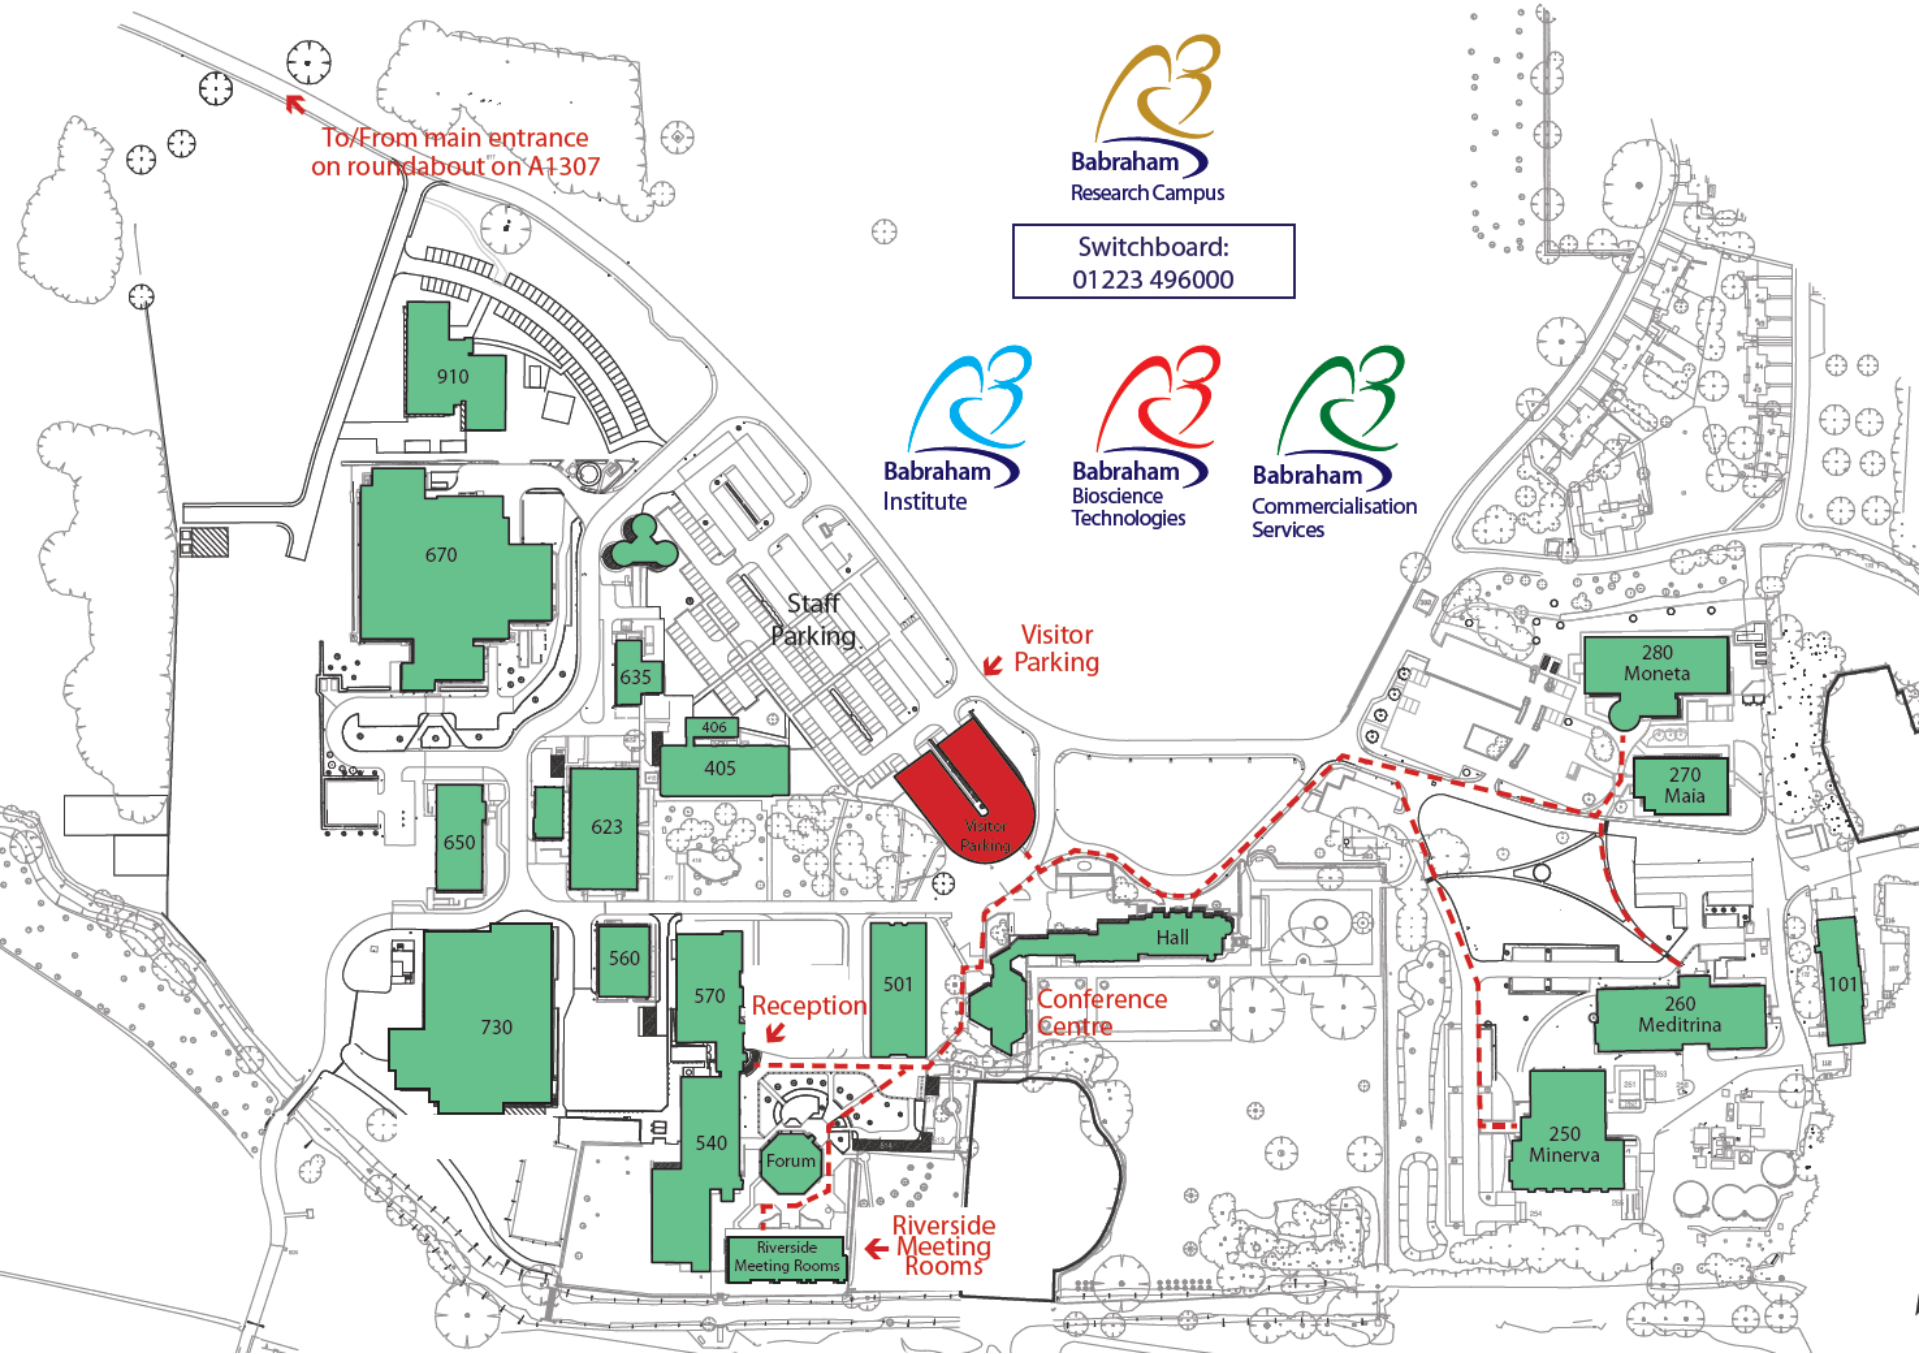 To/From main entrance
on roundabout on A1307
Babraham
Research Campus
Switchboard:
01223 496000
Babraham
Institute
Babraham
Bioscience
Technologies
Babraham
Commercialisation
Services
910
670
Staff
Parking
Visitor
Parking
635
406
405
280
Moneta
270
Maia
Visitor
Parking
650
623
Hall
560
501
570
730
Reception
Conference
Centre
260
Meditrina
101
540
Forum
250
Minerva
Riverside
Meeting
Rooms
Riverside
Meeting Rooms